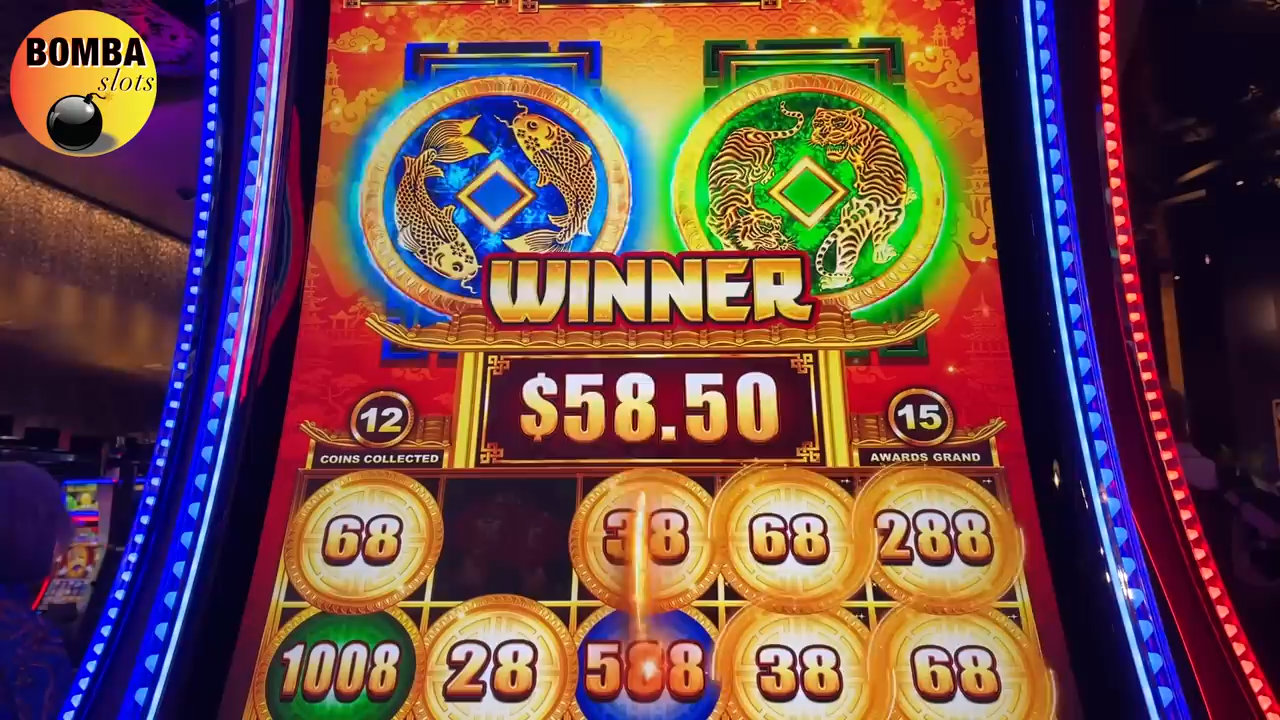 BOMBA
slots
WINNER
$58.50
12
COINS COLLECTED
15
AWARDS GRAND
68 38 68 288
1008 28 588 38 68